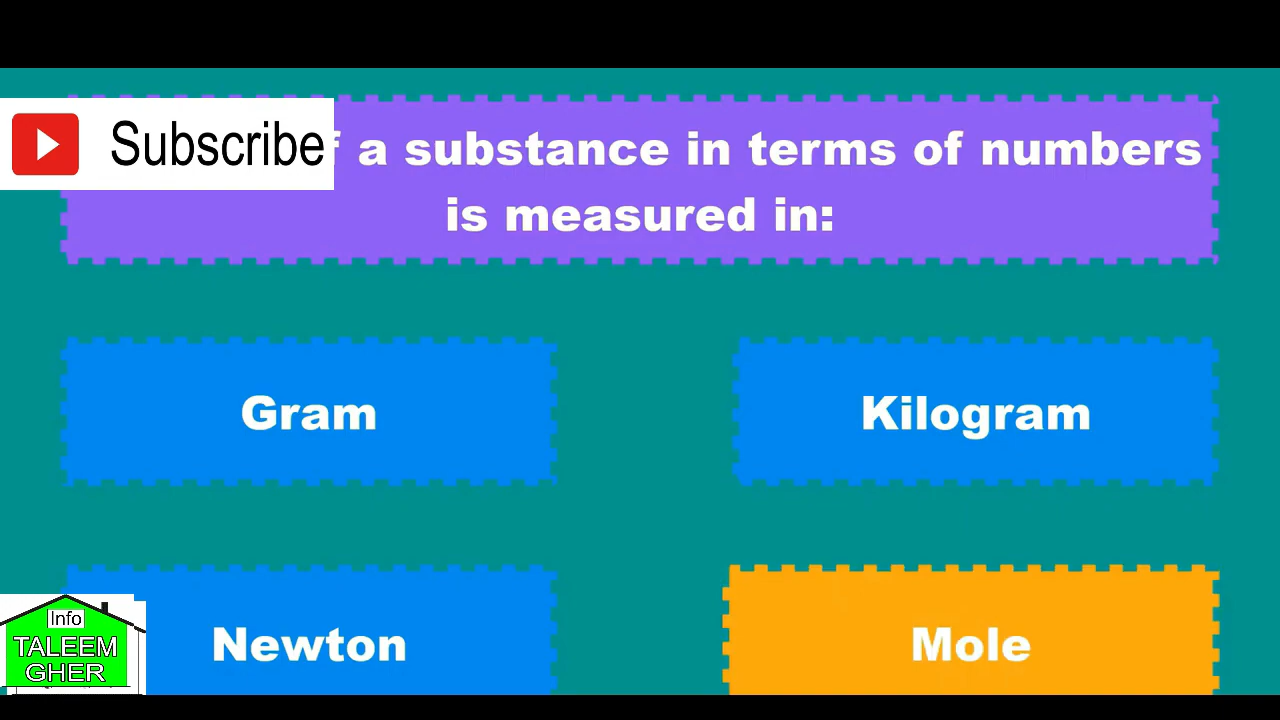 Subscribe
a substance in terms of numbers
is measured in:
Gram
Kilogram
Newton
Mole
Info
TALEEM
GHER